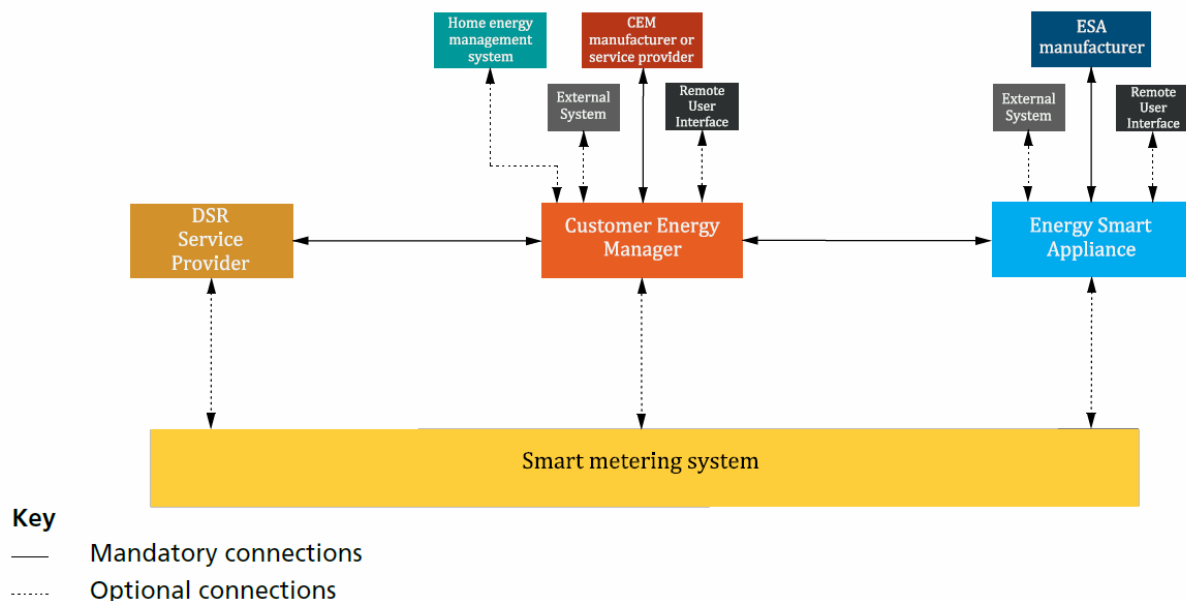 Home energy
management
system
CEM
manufacturer or
service provider
ESA
manufacturer
External
System
Remote
User
Interface
External
System
Remote
User
Interface
DSR
Service
Provider
Customer Energy
Manager
Energy Smart
Appliance
Smart metering system
Key
Mandatory connections
Optional connections